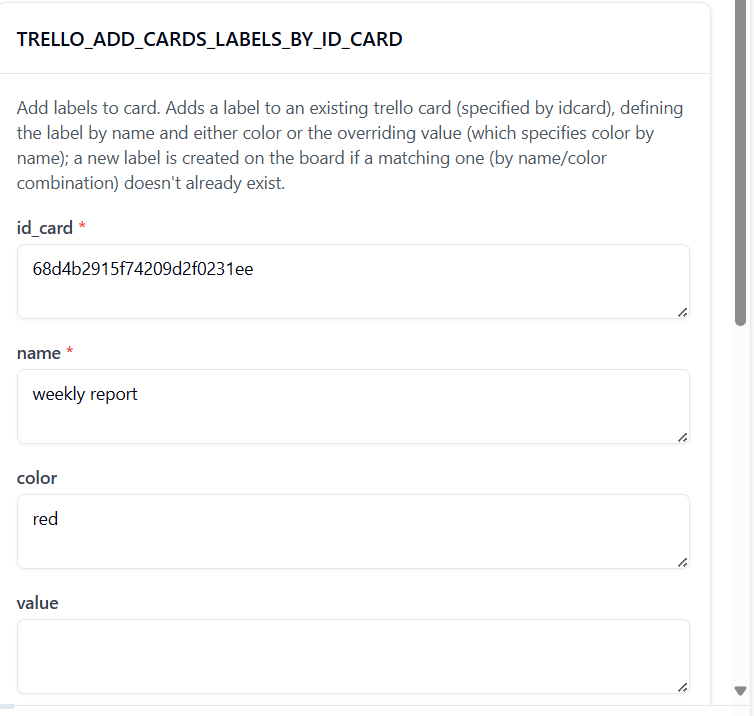 TRELLO_ADD_CARDS_LABELS_BY_ID_CARD
Add labels to card. Adds a label to an existing trello card (specified by idcard), defining
the label by name and either color or the overriding value (which specifies color by
name); a new label is created on the board if a matching one (by name/color
combination) doesn't already exist.
id_card *
68d4b2915f74209d2f0231ee
name *
weekly report
color
red
value